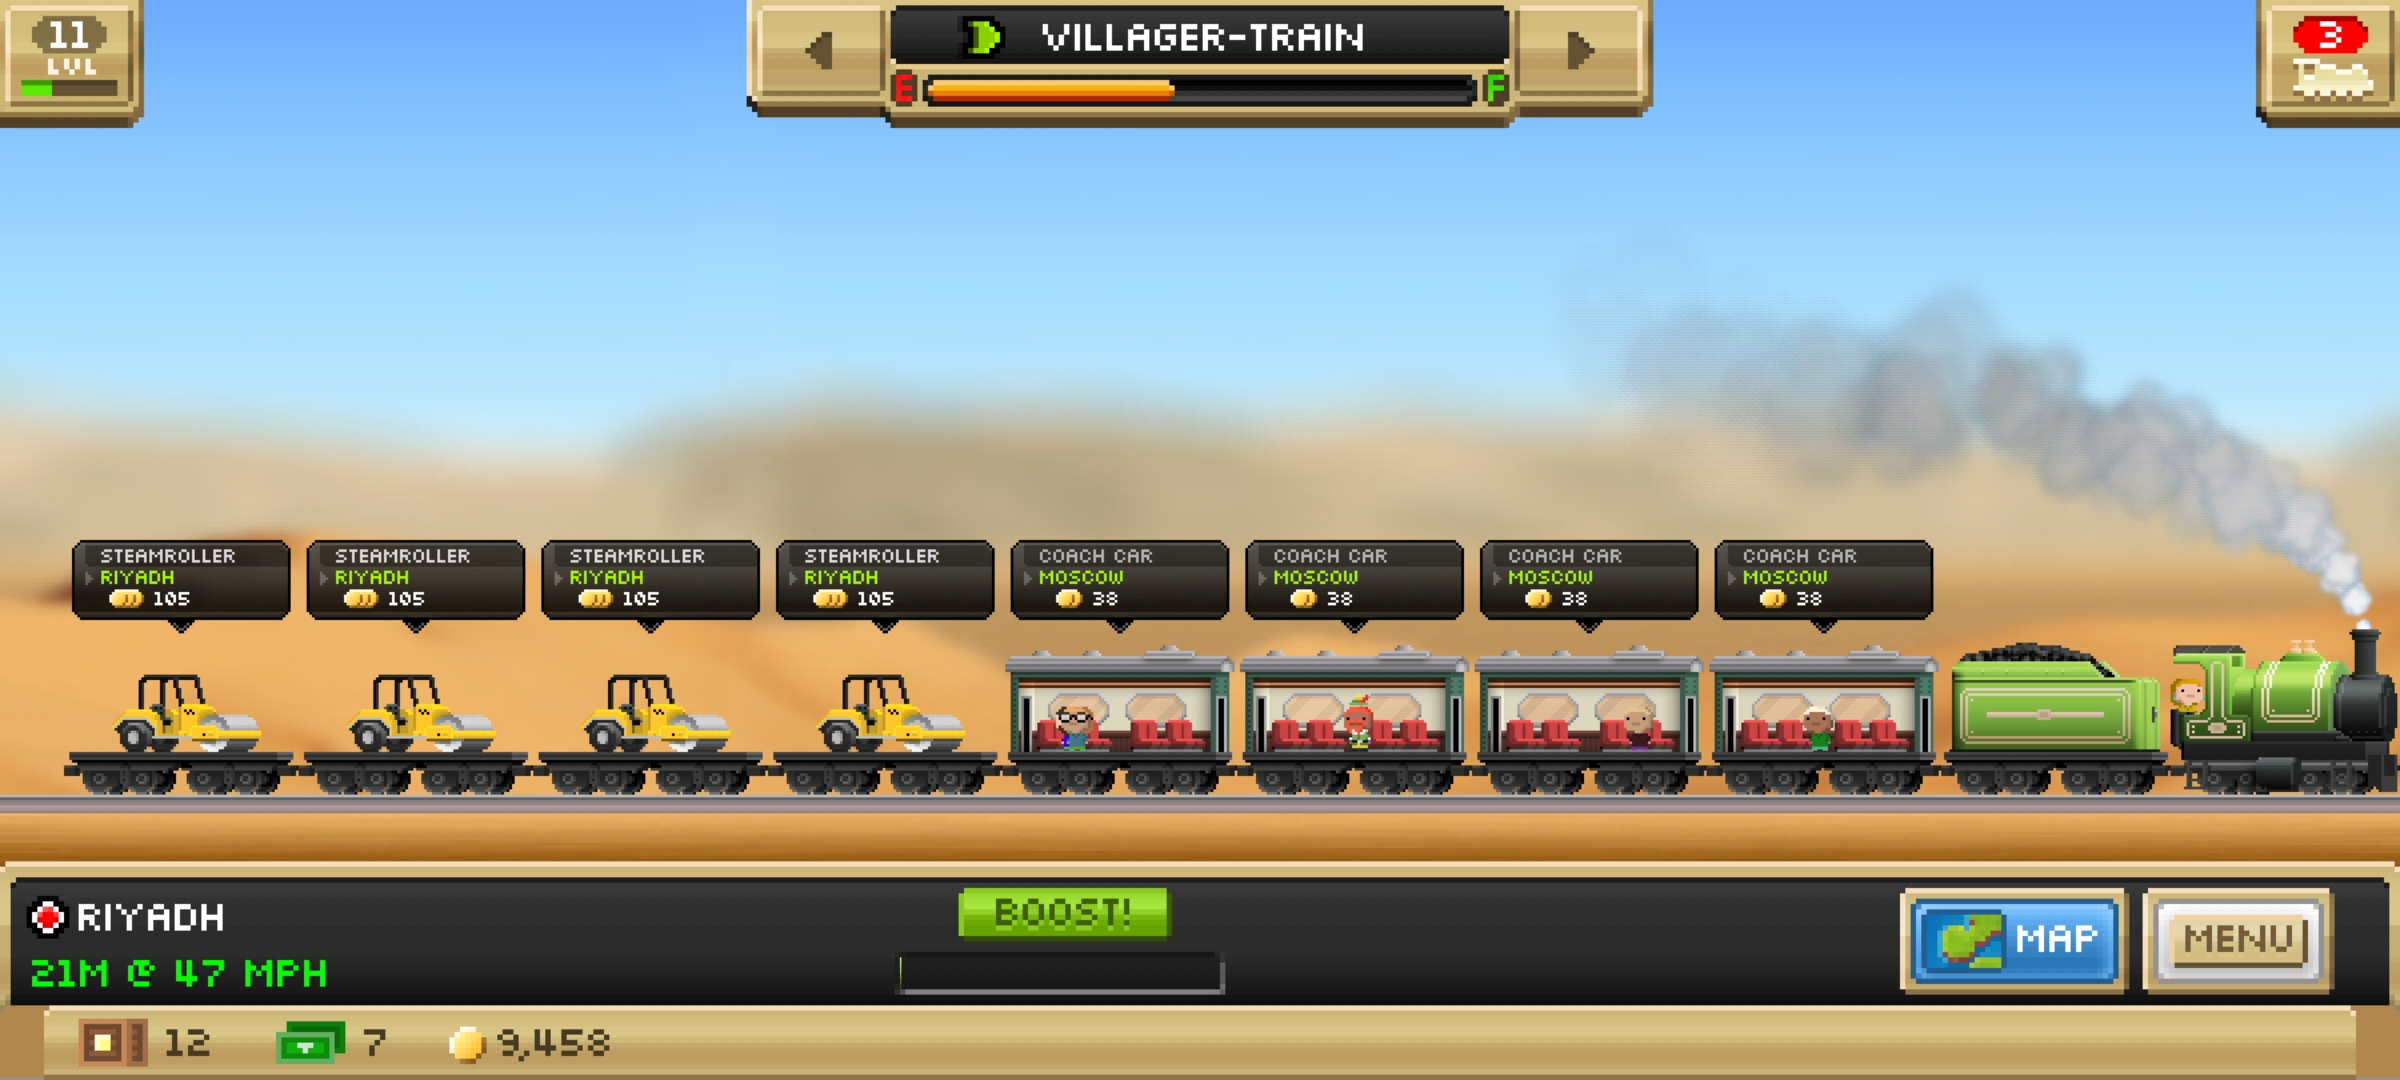 11
LVL
VILLAGER-TRAIN
E F
3
STEAMROLLER
RIYADH
105
STEAMROLLER
RIYADH
105
STEAMROLLER
RIYADH
105
STEAMROLLER
RIYADH
105
COACH CAR
MOSCOW
38
COACH CAR
MOSCOW
38
COACH CAR
MOSCOW
38
COACH CAR
MOSCOW
38
RIYADH
21M @ 47 MPH
BOOST!
MAP
MENU
12
7
9,458